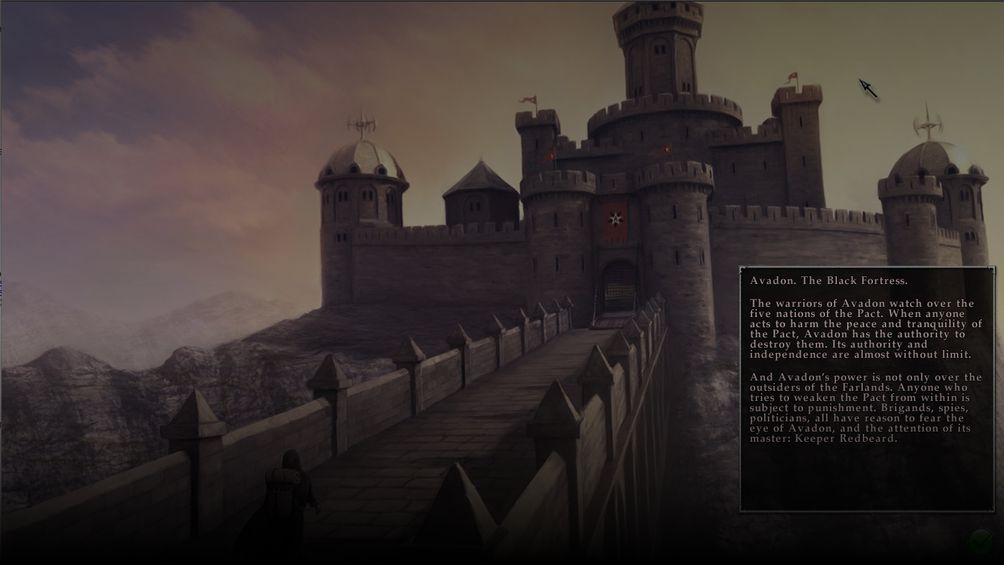 Avadon. The Black Fortress.
The warriors of Avadon watch over the
five nations of the Pact. When anyone
acts to harm the peace and tranquility of
the Pact, Avadon has the authority to
destroy them. Its authority and
independence are almost without limit.
And Avadon's power is not only over the
outsiders of the Farlands. Anyone who
tries to weaken the Pact from within is
subject to punishment. Brigands, spies,
politicians, all have reason to fear the
eye of Avadon, and the attention of its
master: Keeper Redbeard.